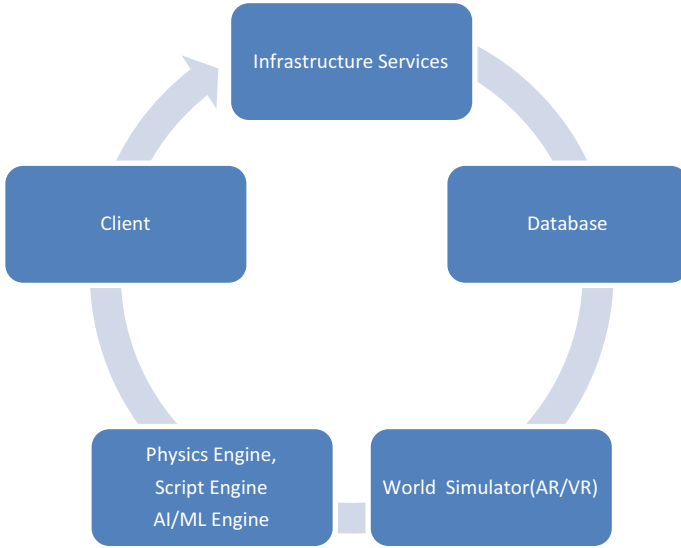 Infrastructure Services
Client
Database
Physics Engine,
Script Engine
AI/ML Engine
World Simulator(AR/VR)